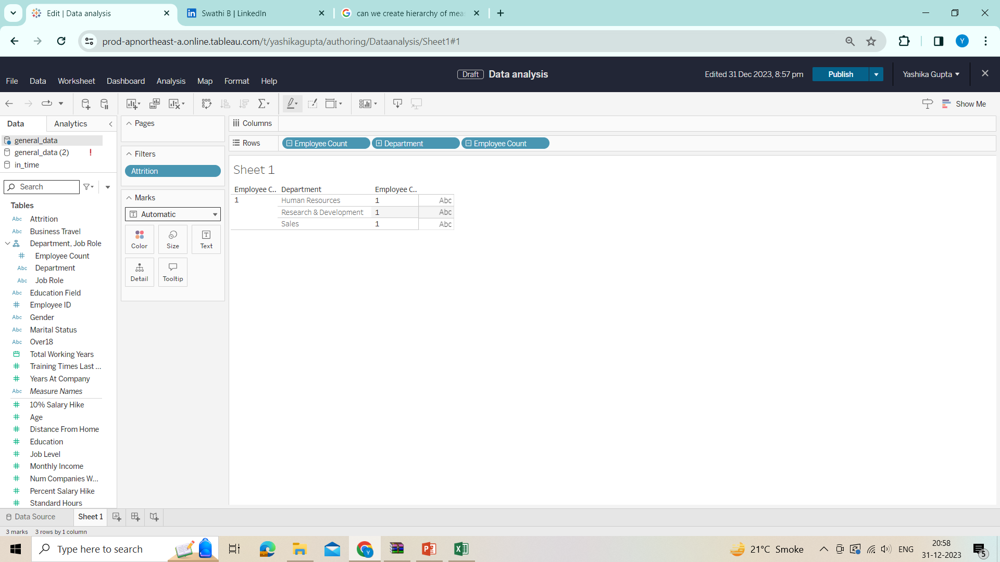 Edit | Data analysis
Swathi B | LinkedIn
can we create hierarchy of mea
prod-apnortheast-a.online.tableau.com/t/yashikagupta/authoring/Dataanalysis/Sheet1#1
Y
Draft Data analysis
Edited 31 Dec 2023, 8:57 pm
Publish
Yashika Gupta
File Data Worksheet Dashboard Analysis Map Format Help
Show Me
Data Analytics
general_data
general_data (2) !
in_time
Search
Tables
Abc Attrition
Abc Business Travel
Department, Job Role
Employee Count
Abc Department
Abc Job Role
Abc Education Field
Employee ID
Abc Gender
Abc Marital Status
Abc Over18
Total Working Years
Training Times Last ...
Years At Company
Abc Measure Names
10% Salary Hike
Age
Distance From Home
Education
Job Level
Monthly Income
Num Companies W...
Percent Salary Hike
Standard Hours
Pages
Filters
Attrition
Marks
Automatic
Color Size Text
Detail Tooltip
Columns
Rows Employee Count Department Employee Count
Sheet 1
Employee C.. Department Employee C..
1 Human Resources 1 Abc
Research & Development 1 Abc
Sales 1 Abc
Data Source Sheet 1
3 marks 3 rows by 1 column
Type here to search
21°C Smoke
ENG
20:58
31-12-2023
5